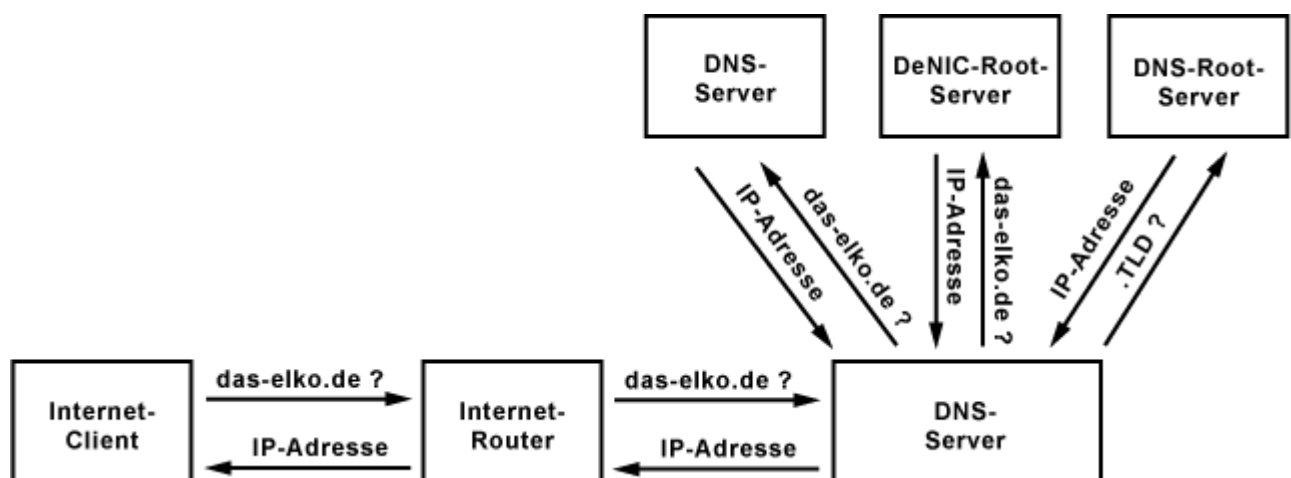 DNS-
Server
DeNIC-Root-
Server
DNS-Root-
Server
IP-Adresse
das-elko.de ?
IP-Adresse
das-elko.de ?
IP-Adresse
.TLD ?
Internet-
Client
das-elko.de ?
IP-Adresse
Internet-
Router
das-elko.de ?
IP-Adresse
DNS-
Server